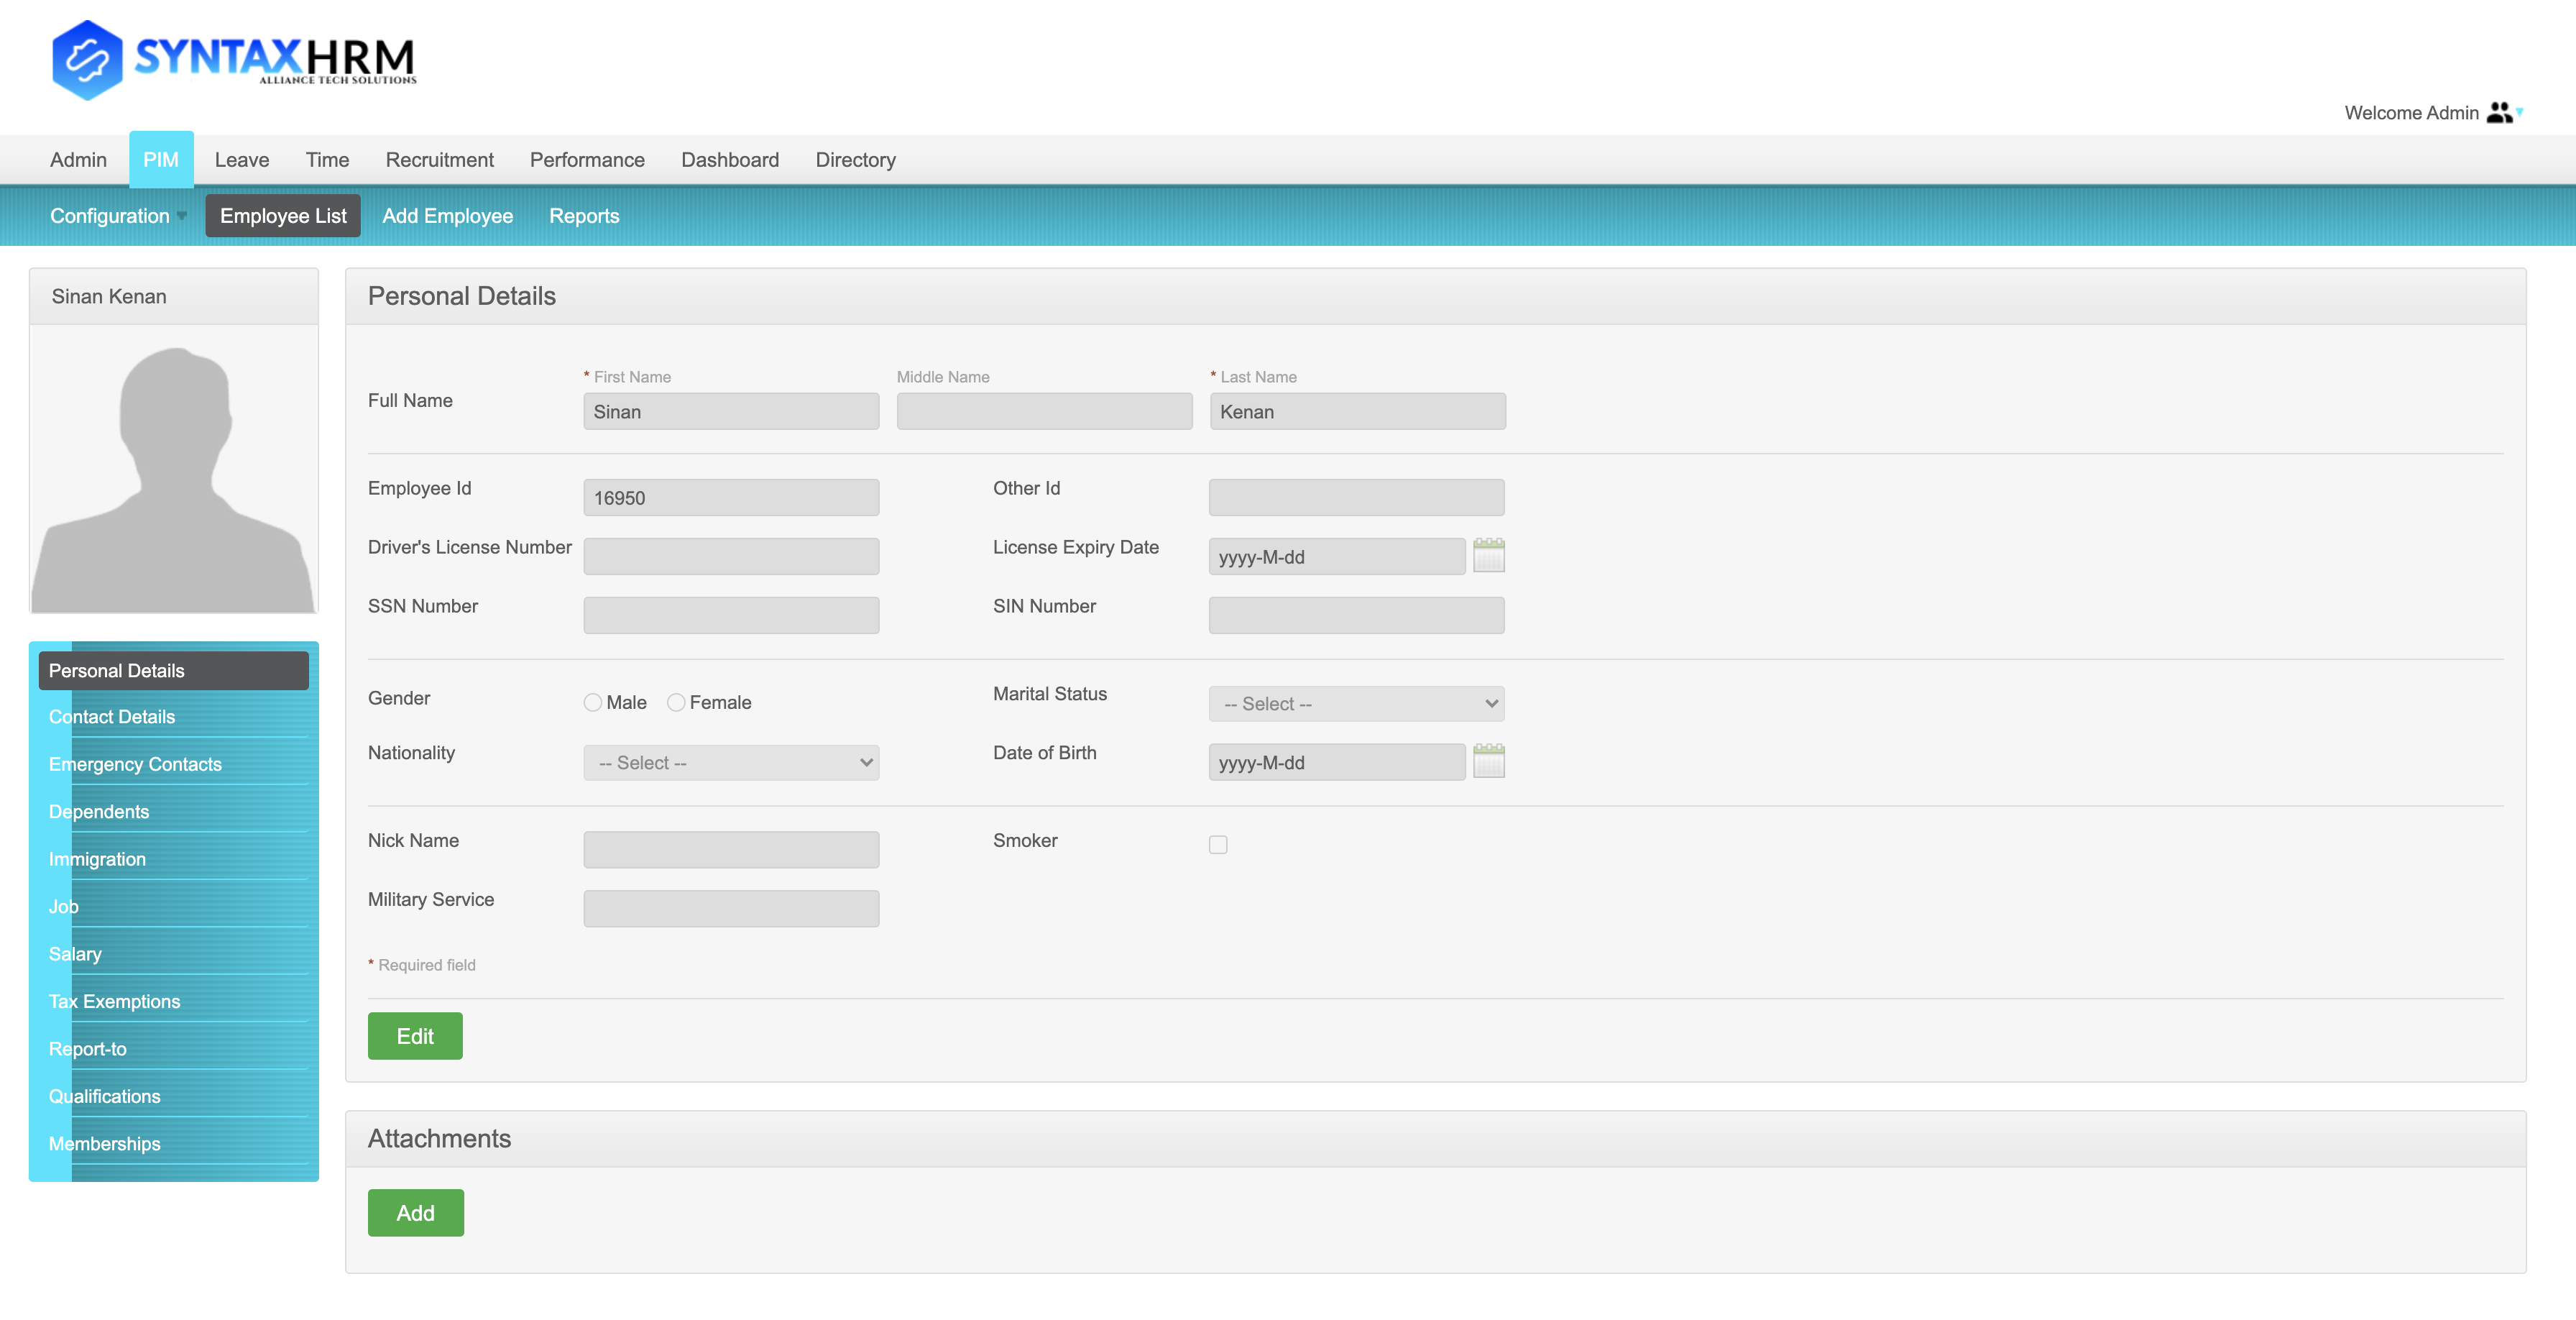 SYNTAXHRM
ALLIANCE TECH SOLUTIONS
Welcome Admin
Admin PIM Leave Time Recruitment Performance Dashboard Directory
Configuration Employee List Add Employee Reports
Sinan Kenan
Personal Details
Contact Details
Emergency Contacts
Dependents
Immigration
Job
Salary
Tax Exemptions
Report-to
Qualifications
Memberships
Personal Details
* First Name Middle Name * Last Name
Full Name Sinan Kenan
Employee Id 16950 Other Id
Driver's License Number License Expiry Date yyyy-M-dd
SSN Number SIN Number
Gender Male Female Marital Status -- Select --
Nationality -- Select -- Date of Birth yyyy-M-dd
Nick Name Smoker
Military Service
* Required field
Edit
Attachments
Add